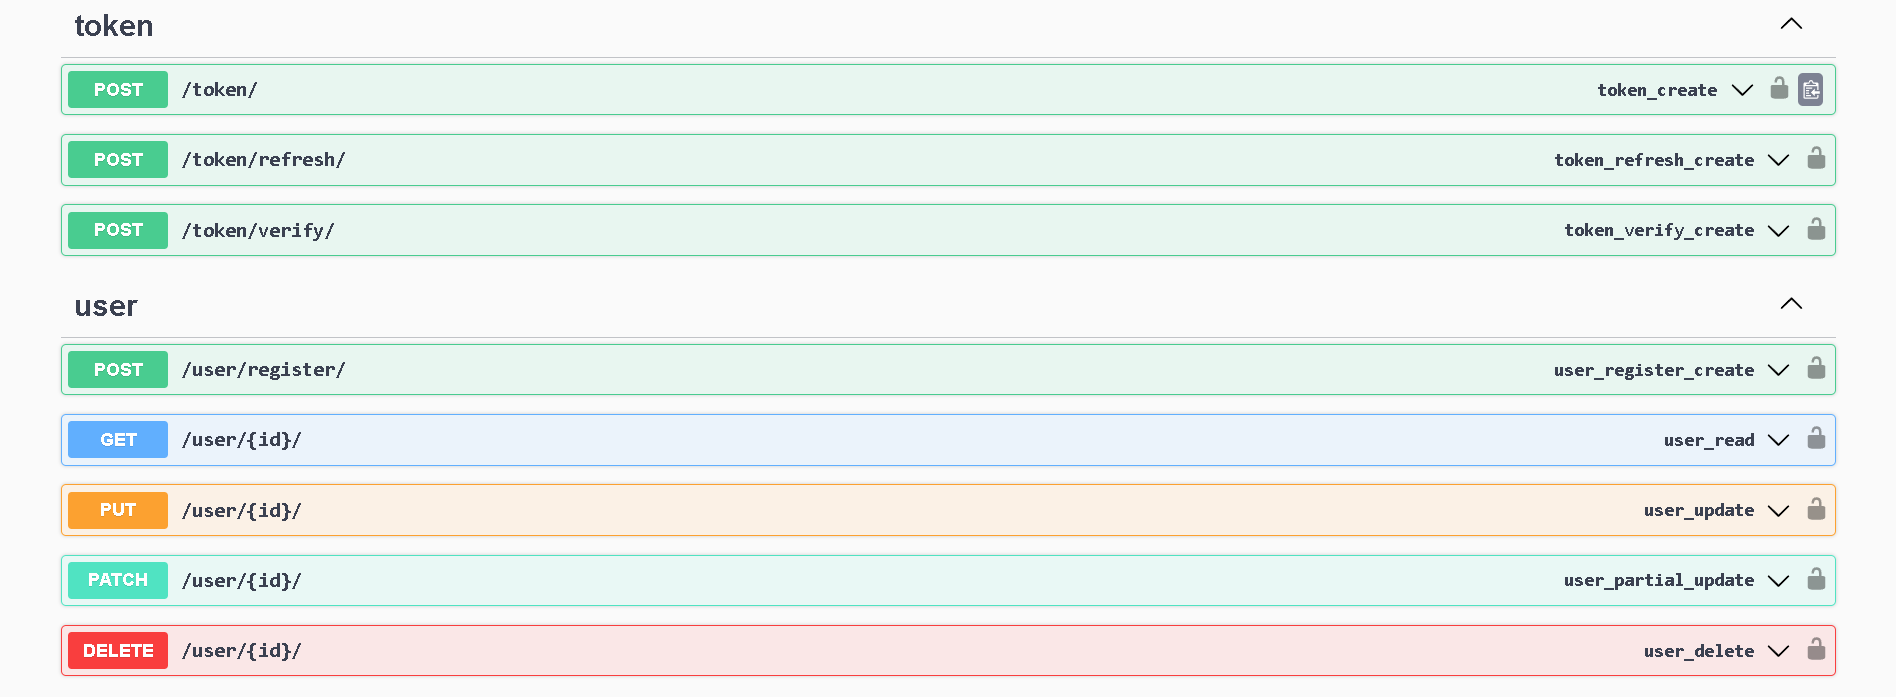 token
POST /token/ token_create
POST /token/refresh/ token_refresh_create
POST /token/verify/ token_verify_create
user
POST /user/register/ user_register_create
GET /user/{id}/ user_read
PUT /user/{id}/ user_update
PATCH /user/{id}/ user_partial_update
DELETE /user/{id}/ user_delete